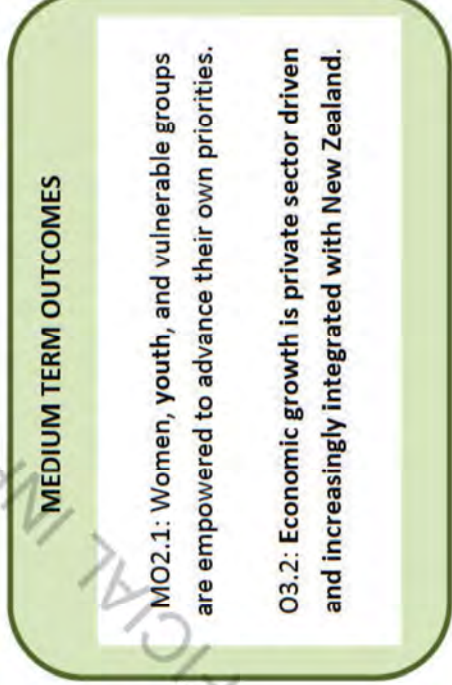 MEDIUM TERM OUTCOMES
MO2.1: Women, youth, and vulnerable groups
are empowered to advance their own priorities.
O3.2: Economic growth is private sector driven
and increasingly integrated with New Zealand.